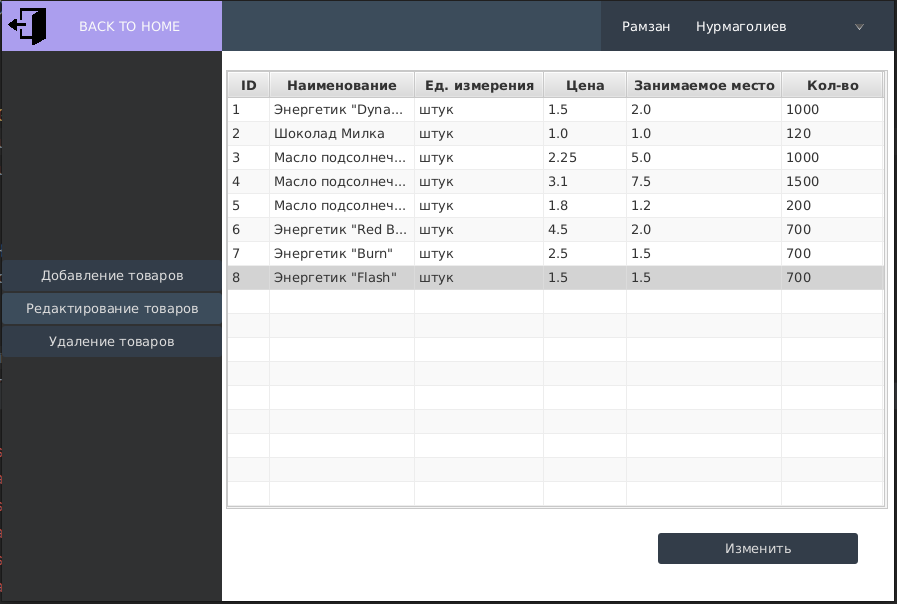 BACK TO HOME Рамзан Нурмаголиев
ID Наименование Ед. измерения Цена Занимаемое место Кол-во
1 Энергетик "Dyna... штук 1.5 2.0 1000
2 Шоколад Милка штук 1.0 1.0 120
3 Масло подсолнеч... штук 2.25 5.0 1000
4 Масло подсолнеч... штук 3.1 7.5 1500
5 Масло подсолнеч... штук 1.8 1.2 200
6 Энергетик "Red B... штук 4.5 2.0 700
7 Энергетик "Burn" штук 2.5 1.5 700
8 Энергетик "Flash" штук 1.5 1.5 700
Добавление товаров
Редактирование товаров
Удаление товаров
Изменить